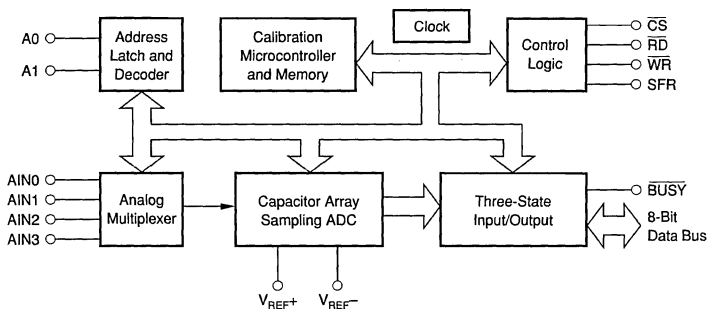 A0
A1
Address
Latch and
Decoder
Calibration
Microcontroller
and Memory
Clock
Control
Logic
CS
RD
WR
SFR
AIN0
AIN1
AIN2
AIN3
Analog
Multiplexer
Capacitor Array
Sampling ADC
Three-State
Input/Output
BUSY
8-Bit
Data Bus
VREF+
VREF−